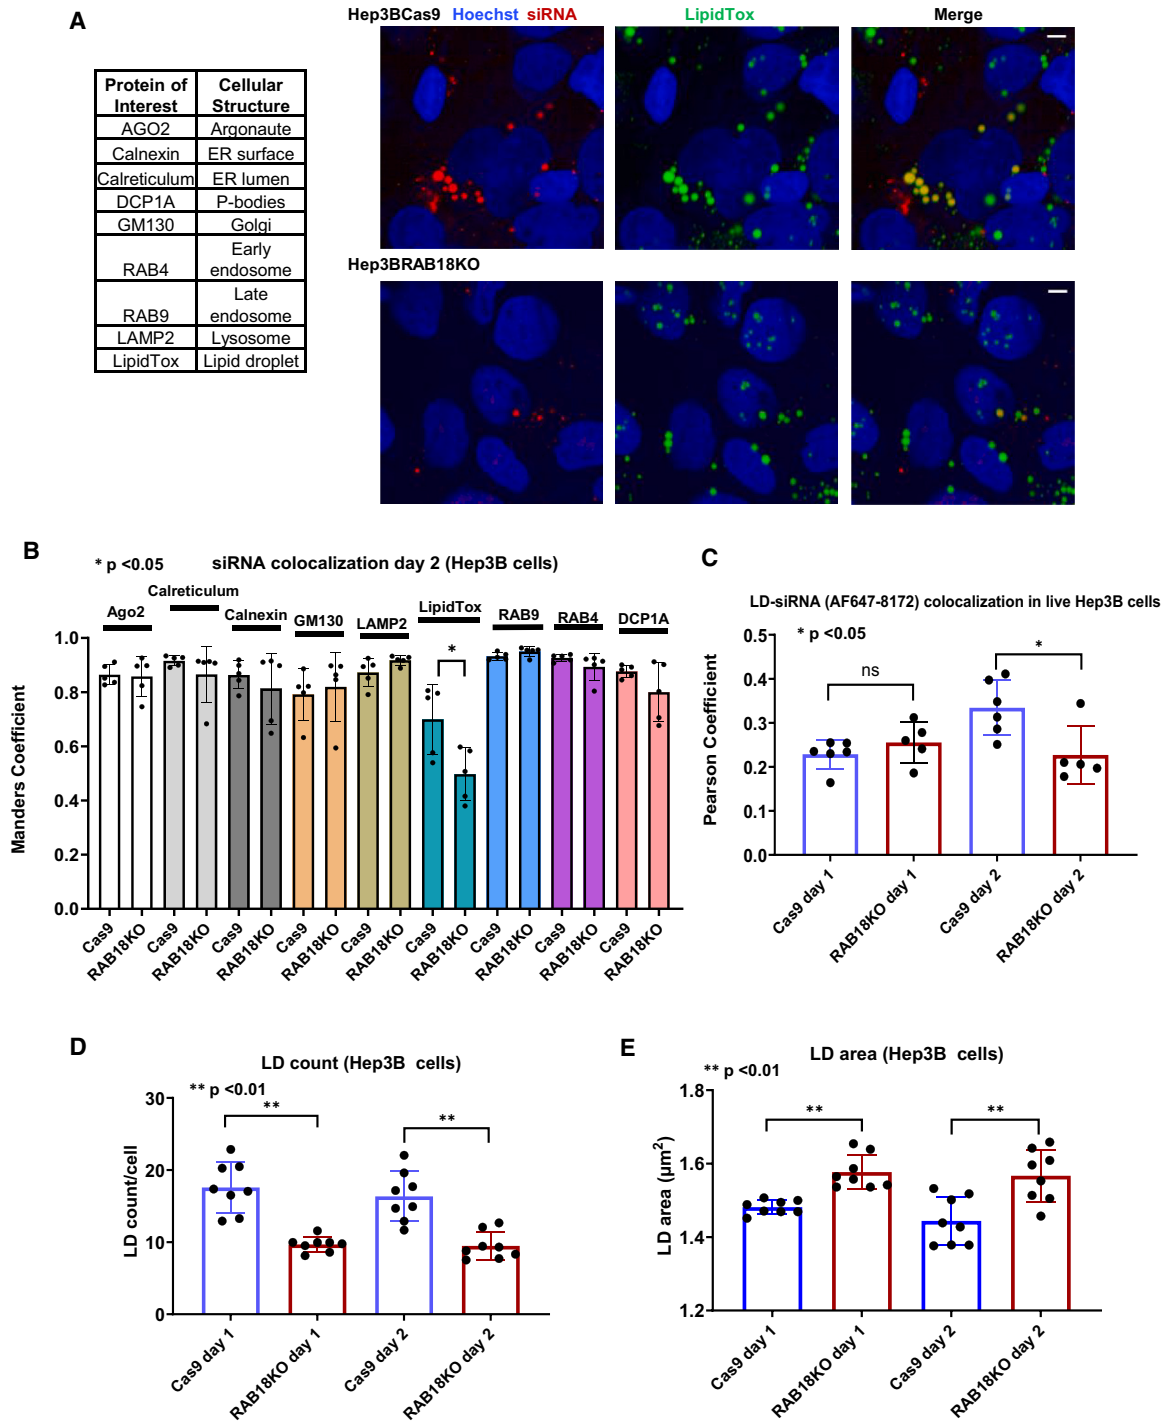 A
Hep3BCas9 Hoechst siRNA LipidTox Merge
Protein of Interest Cellular Structure
AGO2 Argonaute
Calnexin ER surface
Calreticulum ER lumen
DCP1A P-bodies
GM130 Golgi
RAB4 Early endosome
RAB9 Late endosome
LAMP2 Lysosome
LipidTox Lipid droplet
Hep3BRAB18KO
B
* p <0.05
siRNA colocalization day 2 (Hep3B cells)
Ago2 Calreticulum Calnexin GM130 LAMP2 LipidTox RAB9 RAB4 DCP1A
*
Manders Coefficient
1.0
0.8
0.6
0.4
0.2
0.0
Cas9 RAB18KO Cas9 RAB18KO Cas9 RAB18KO Cas9 RAB18KO Cas9 RAB18KO Cas9 RAB18KO Cas9 RAB18KO Cas9 RAB18KO Cas9 RAB18KO
C
LD-siRNA (AF647-8172) colocalization in live Hep3B cells
* p <0.05
ns *
Pearson Coefficient
0.5
0.4
0.3
0.2
0.1
0.0
Cas9 day 1 RAB18KO day 1 Cas9 day 2 RAB18KO day 2
D
LD count (Hep3B cells)
** p <0.01
** **
LD count/cell
30
20
10
0
Cas9 day 1 RAB18KO day 1 Cas9 day 2 RAB18KO day 2
E
LD area (Hep3B cells)
** p <0.01
** **
LD area (µm²)
1.8
1.6
1.4
1.2
Cas9 day 1 RAB18KO day 1 Cas9 day 2 RAB18KO day 2